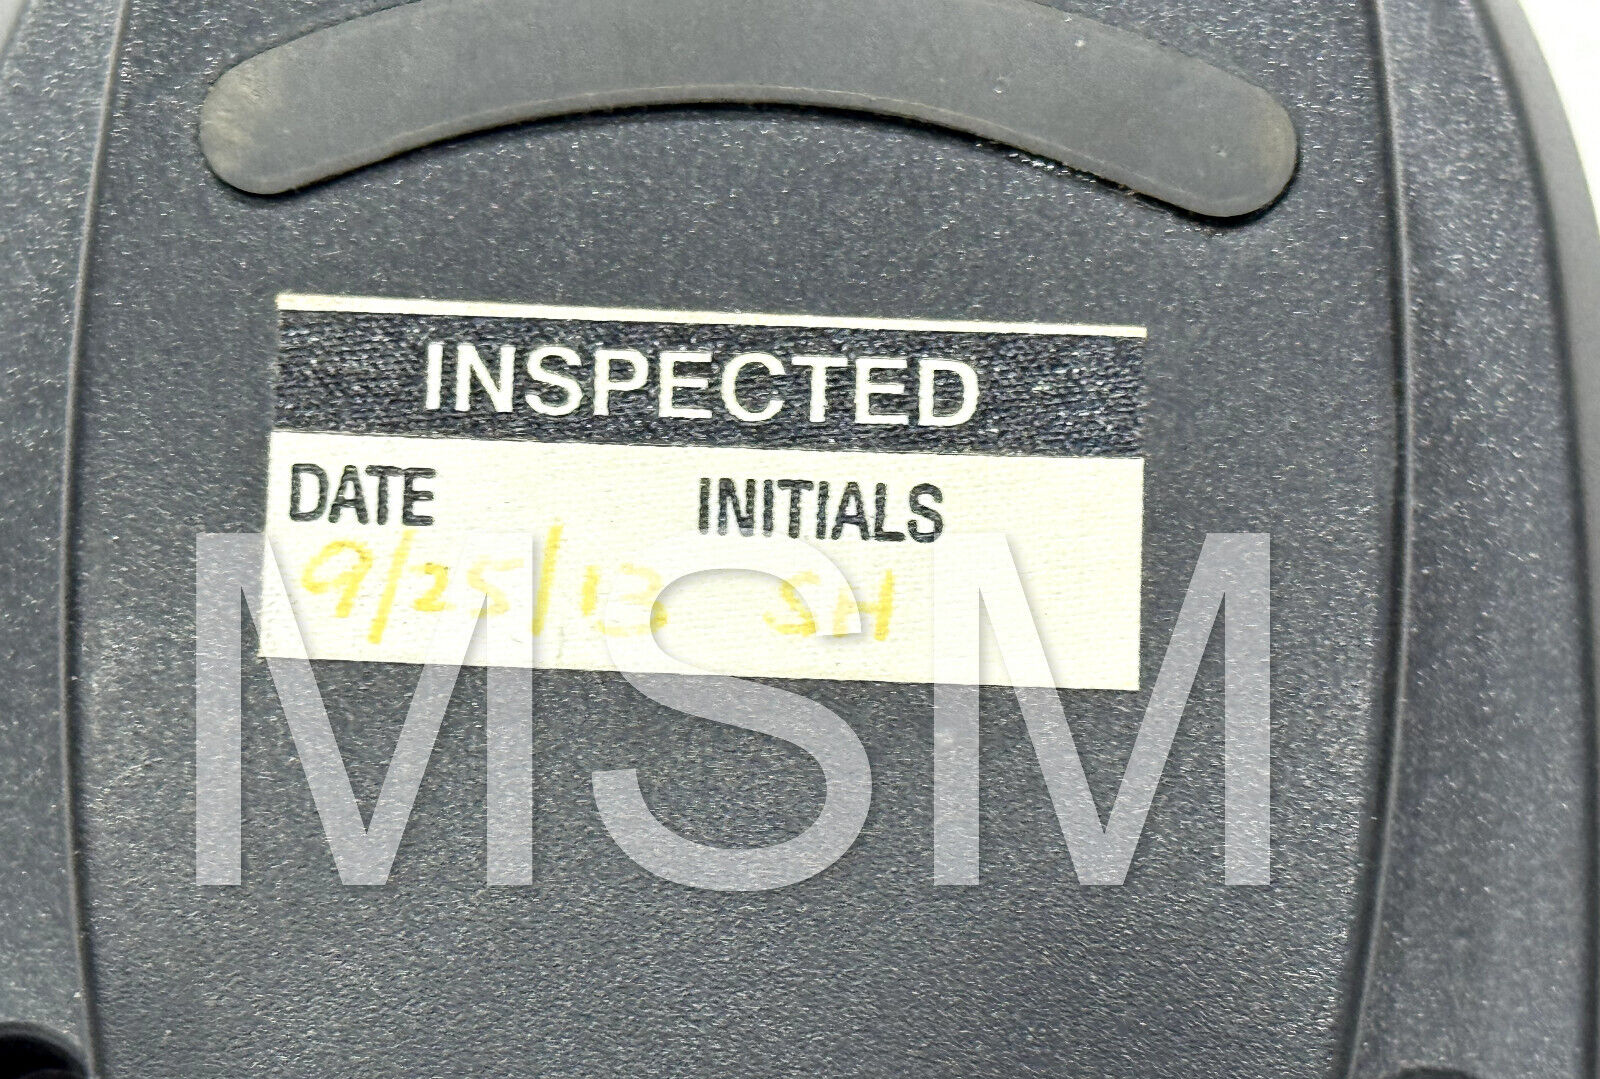 INSPECTED
DATE INITIALS
9/25/13 SH
MSM